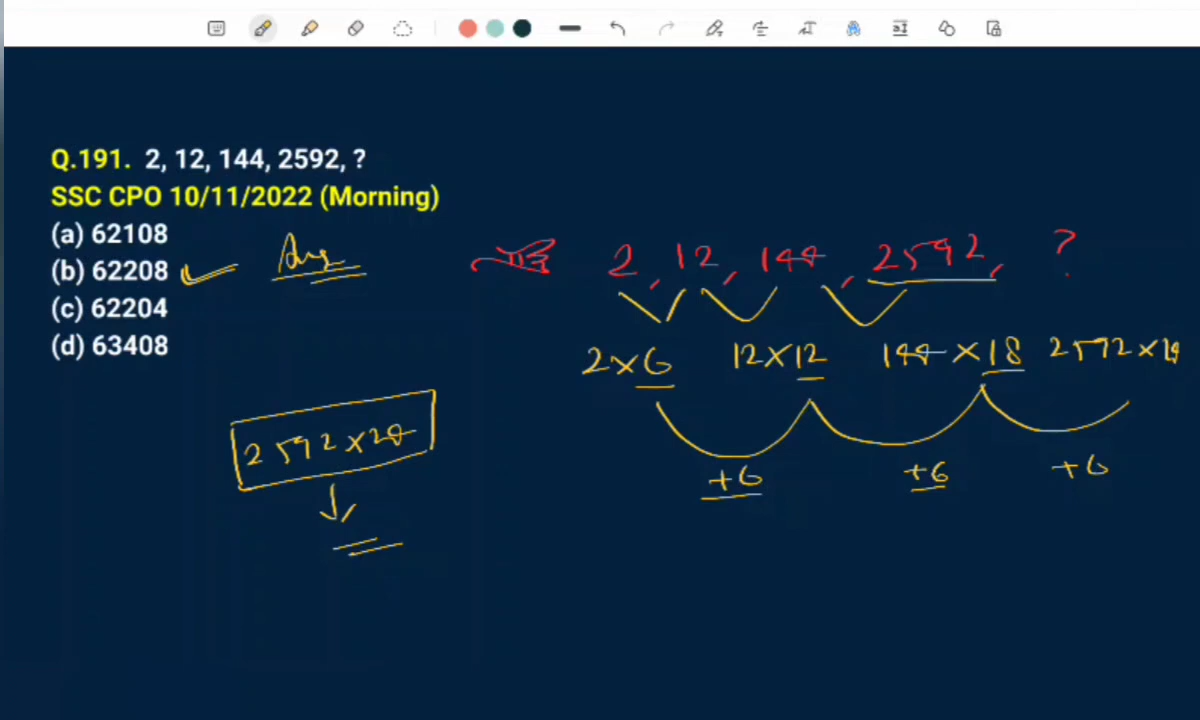 Q.191. 2, 12, 144, 2592, ?
SSC CPO 10/11/2022 (Morning)
(a) 62108
(b) 62208
(c) 62204
(d) 63408
Ans
2, 12, 144, 2592, ?
2×6 12×12 144×18 2592×
+6 +6 +6
2592×24